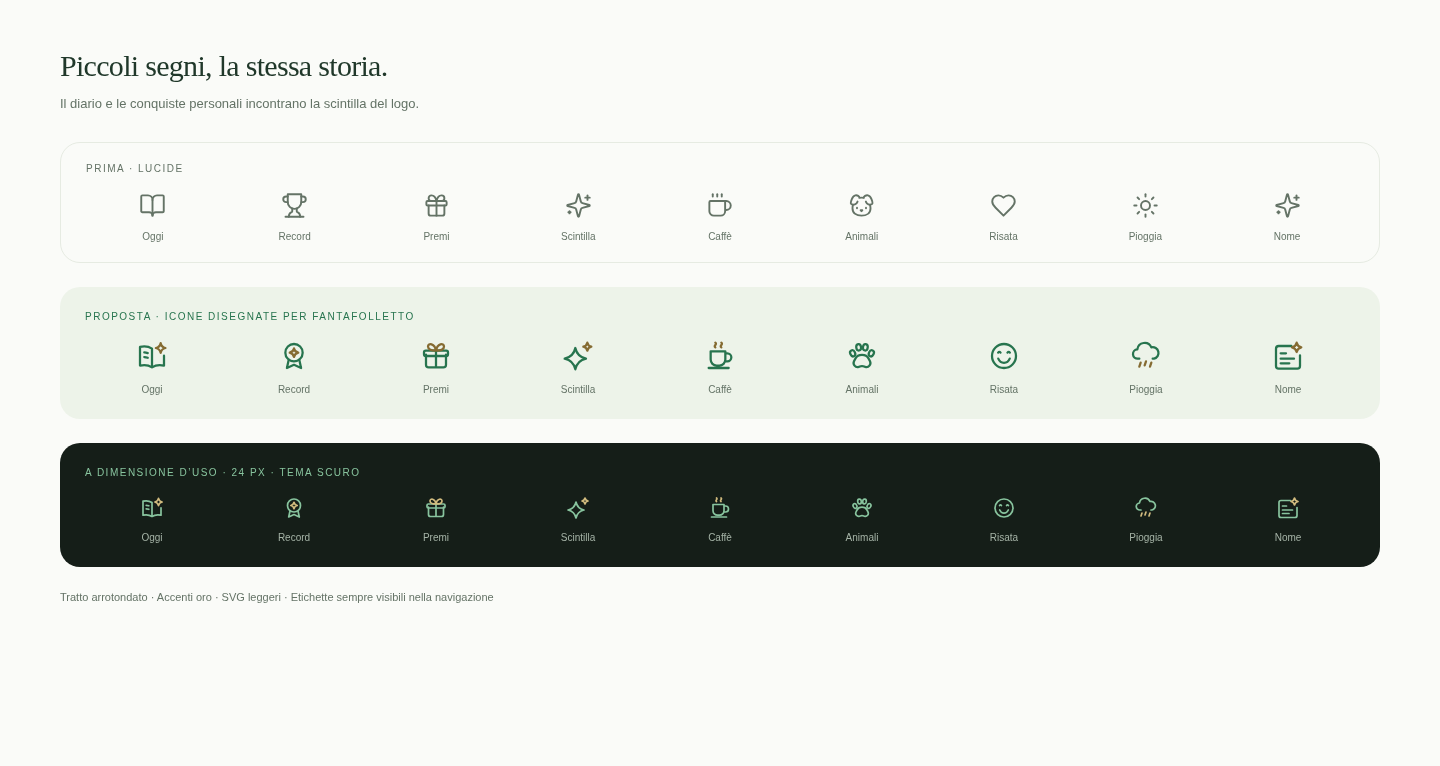 Piccoli segni, la stessa storia.
Il diario e le conquiste personali incontrano la scintilla del logo.
PRIMA · LUCIDE
Oggi Record Premi Scintilla Caffè Animali Risata Pioggia Nome
PROPOSTA · ICONE DISEGNATE PER FANTAFOLLETTO
Oggi Record Premi Scintilla Caffè Animali Risata Pioggia Nome
A DIMENSIONE D'USO · 24 PX · TEMA SCURO
Oggi Record Premi Scintilla Caffè Animali Risata Pioggia Nome
Tratto arrotondato · Accenti oro · SVG leggeri · Etichette sempre visibili nella navigazione